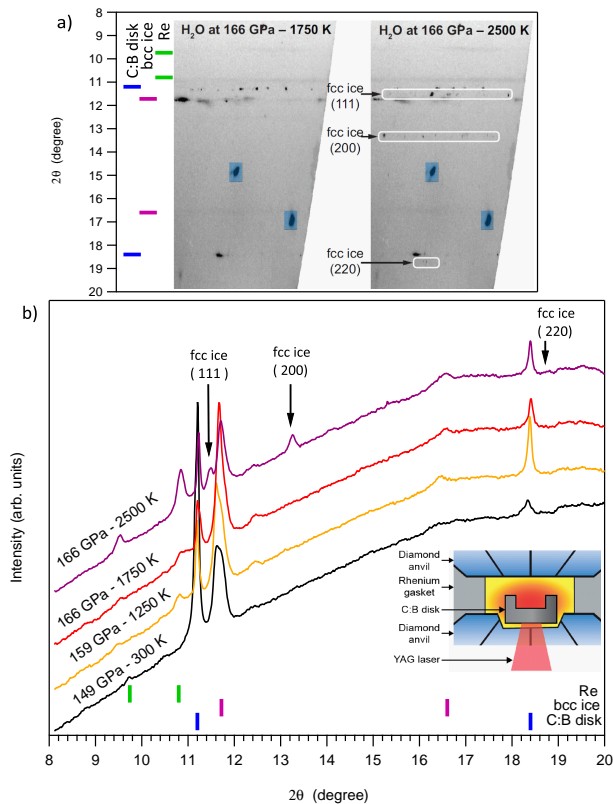 a)
H₂O at 166 GPa – 1750 K
H₂O at 166 GPa – 2500 K
C:B disk
bcc ice
Re
8
9
10
11
12
13
14
15
16
17
18
19
20
2θ (degree)
fcc ice
(111)
fcc ice
(200)
fcc ice
(220)
b)
fcc ice
( 111 )
fcc ice
( 200)
fcc ice
( 220)
166 GPa - 2500 K
166 GPa - 1750 K
159 GPa - 1250 K
149 GPa - 300 K
Intensity (arb. units)
Diamond
anvil
Rhenium
gasket
C:B disk
Diamond
anvil
YAG laser
Re
bcc ice
C:B disk
8 9 10 11 12 13 14 15 16 17 18 19 20
2θ (degree)